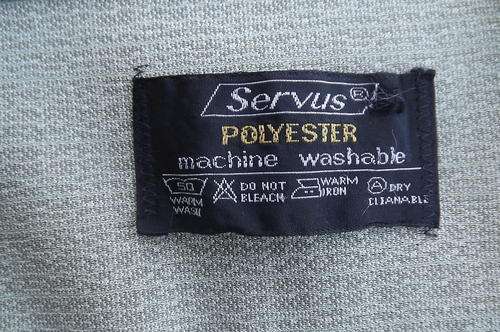 Servus®
POLYESTER
machine washable
50 WARM WASH
DO NOT BLEACH
WARM IRON
A DRY CLEANABLE